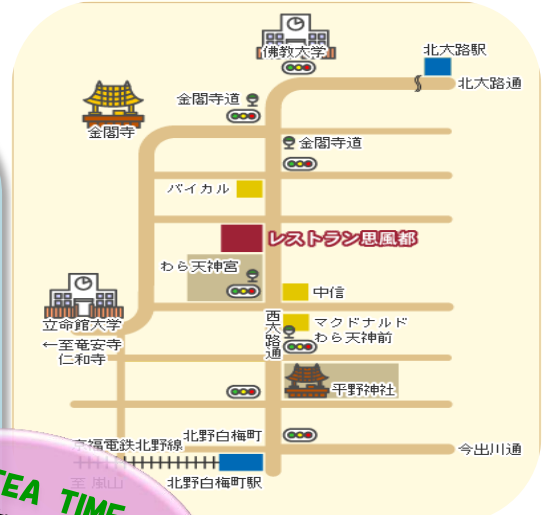 佛教大学
北大路駅
北大路通
金閣寺道
金閣寺
金閣寺道
バイカル
レストラン思風都
わら天神宮
中信
立命館大学
西大路通
マクドナルド
わら天神前
←至竜安寺
仁和寺
平野神社
北野白梅町
京福電鉄北野線
今出川通
至 嵐山
北野白梅町駅
TEA TIME